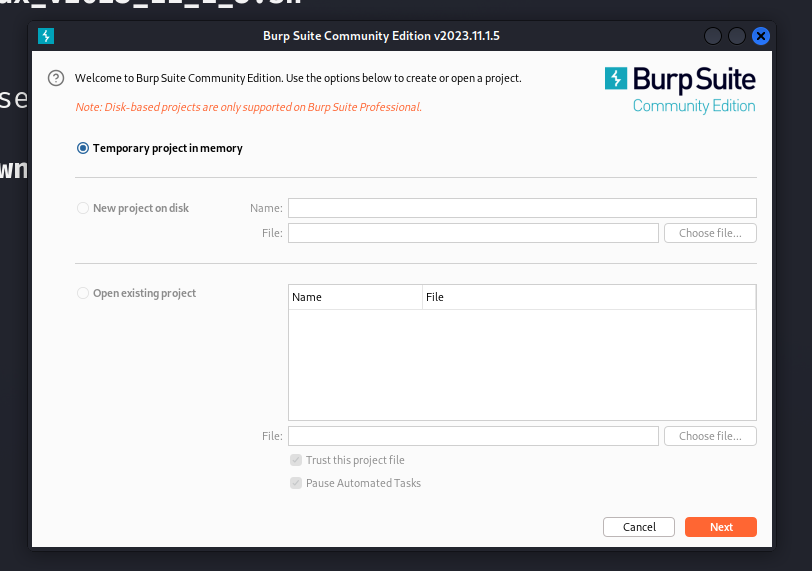 Burp Suite Community Edition v2023.11.1.5
Welcome to Burp Suite Community Edition. Use the options below to create or open a project.
Note: Disk-based projects are only supported on Burp Suite Professional.
Burp Suite
Community Edition
Temporary project in memory
New project on disk
Name:
File:
Choose file...
Open existing project
Name File
File:
Choose file...
Trust this project file
Pause Automated Tasks
Cancel Next